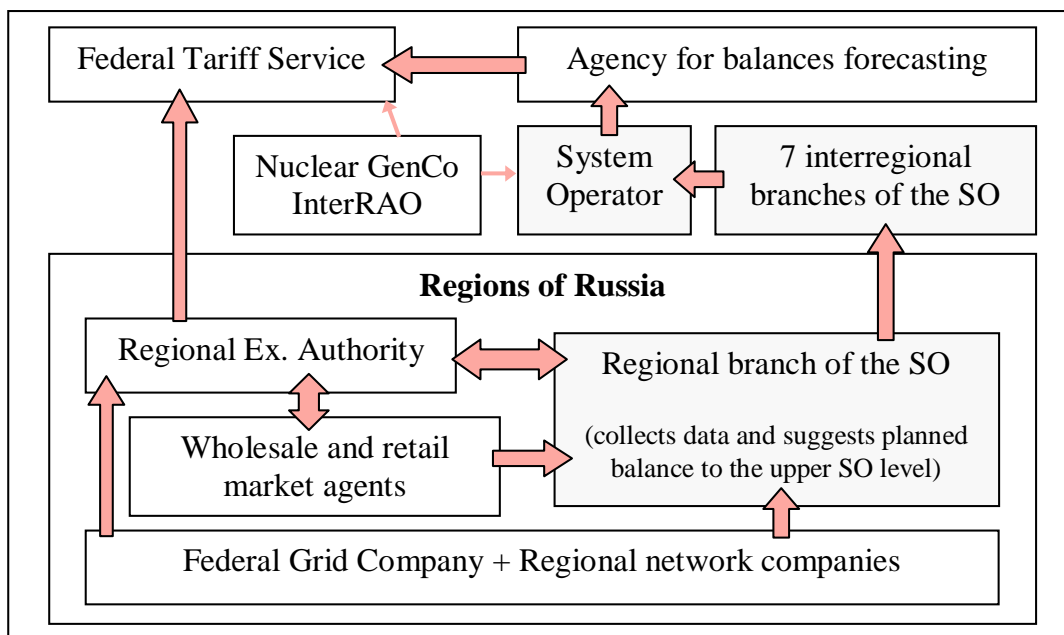 Federal Tariff Service
Agency for balances forecasting
Nuclear GenCo
InterRAO
System
Operator
7 interregional
branches of the SO
Regions of Russia
Regional Ex. Authority
Regional branch of the SO
(collects data and suggests planned
balance to the upper SO level)
Wholesale and retail
market agents
Federal Grid Company + Regional network companies